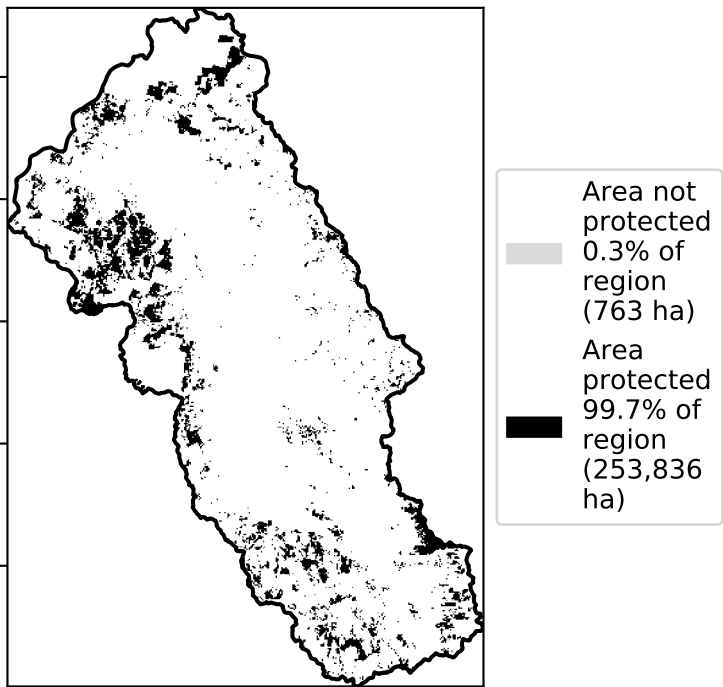 Area not
protected
0.3% of
region
(763 ha)
Area
protected
99.7% of
region
(253,836
ha)